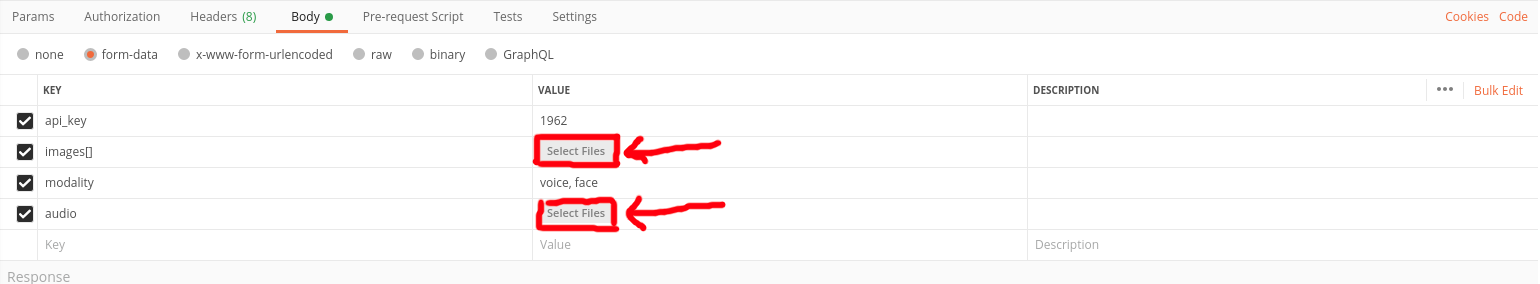 Params Authorization Headers (8) Body Pre-request Script Tests Settings Cookies Code
none form-data x-www-form-urlencoded raw binary GraphQL
KEY VALUE DESCRIPTION ••• Bulk Edit
api_key 1962
images[] Select Files
modality voice, face
audio Select Files
Key Value Description
Response